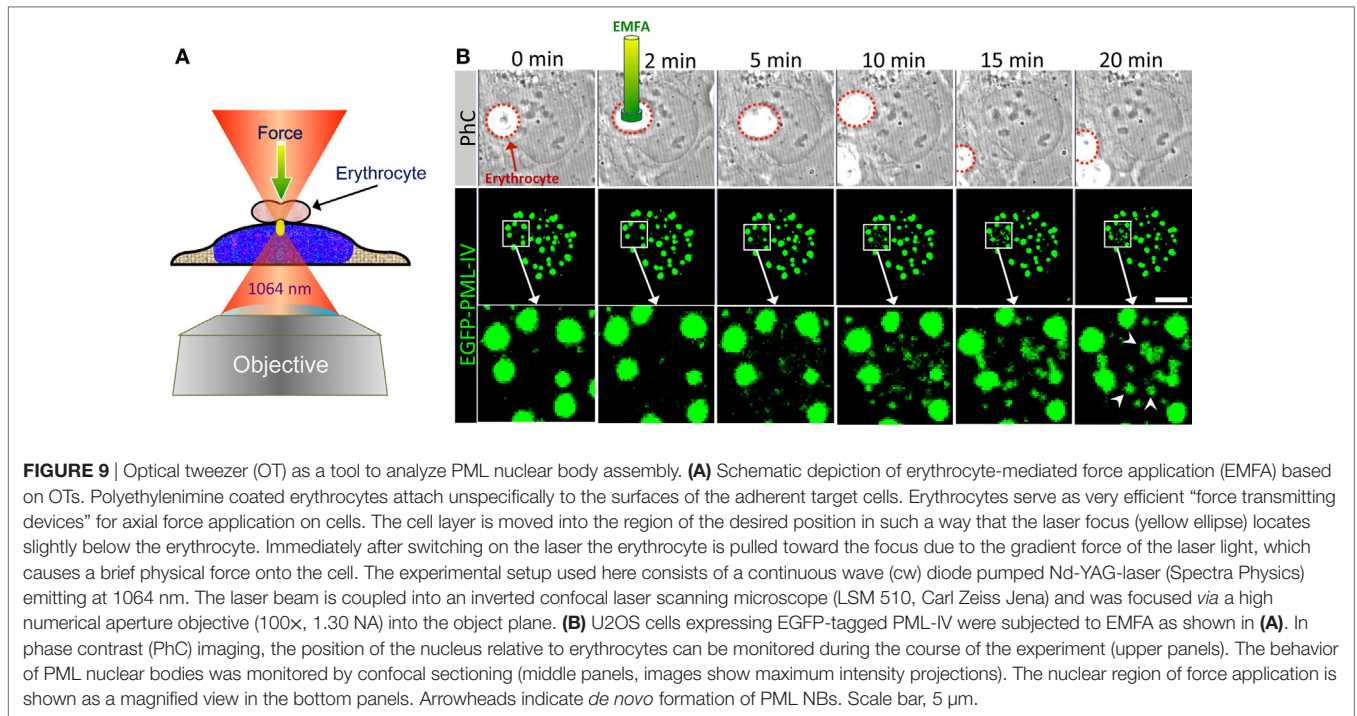 A
Force
Erythrocyte
1064 nm
Objective
B
EMFA
0 min
2 min
5 min
10 min
15 min
20 min
PhC
Erythrocyte
EGFP-PML-IV
FIGURE 9 | Optical tweezer (OT) as a tool to analyze PML nuclear body assembly. (A) Schematic depiction of erythrocyte-mediated force application (EMFA) based
on OTs. Polyethylenimine coated erythrocytes attach unspecifically to the surfaces of the adherent target cells. Erythrocytes serve as very efficient “force transmitting
devices” for axial force application on cells. The cell layer is moved into the region of the desired position in such a way that the laser focus (yellow ellipse) locates
slightly below the erythrocyte. Immediately after switching on the laser the erythrocyte is pulled toward the focus due to the gradient force of the laser light, which
causes a brief physical force onto the cell. The experimental setup used here consists of a continuous wave (cw) diode pumped Nd-YAG-laser (Spectra Physics)
emitting at 1064 nm. The laser beam is coupled into an inverted confocal laser scanning microscope (LSM 510, Carl Zeiss Jena) and was focused via a high
numerical aperture objective (100×, 1.30 NA) into the object plane. (B) U2OS cells expressing EGFP-tagged PML-IV were subjected to EMFA as shown in (A). In
phase contrast (PhC) imaging, the position of the nucleus relative to erythrocytes can be monitored during the course of the experiment (upper panels). The behavior
of PML nuclear bodies was monitored by confocal sectioning (middle panels, images show maximum intensity projections). The nuclear region of force application is
shown as a magnified view in the bottom panels. Arrowheads indicate de novo formation of PML NBs. Scale bar, 5 µm.